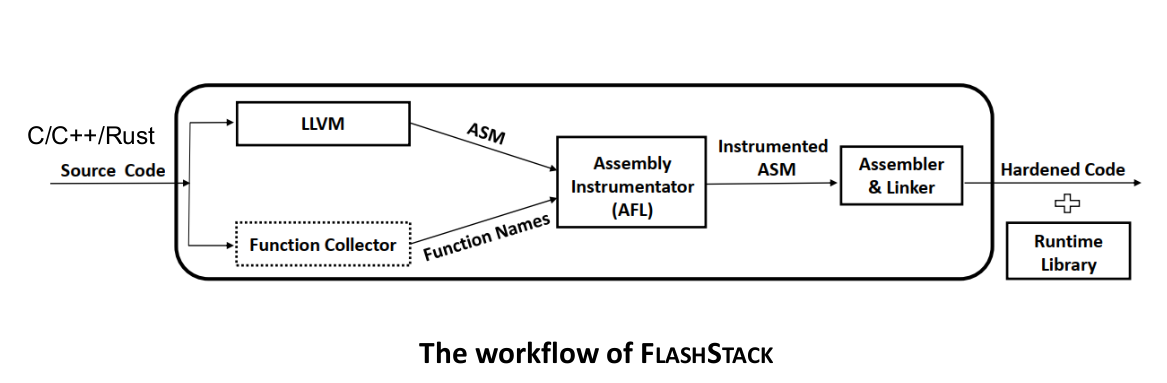 C/C++/Rust
Source Code
LLVM
ASM
Function Collector
Function Names
Assembly
Instrumentator
(AFL)
Instrumented
ASM
Assembler
& Linker
Hardened Code
Runtime
Library
The workflow of FLASHSTACK